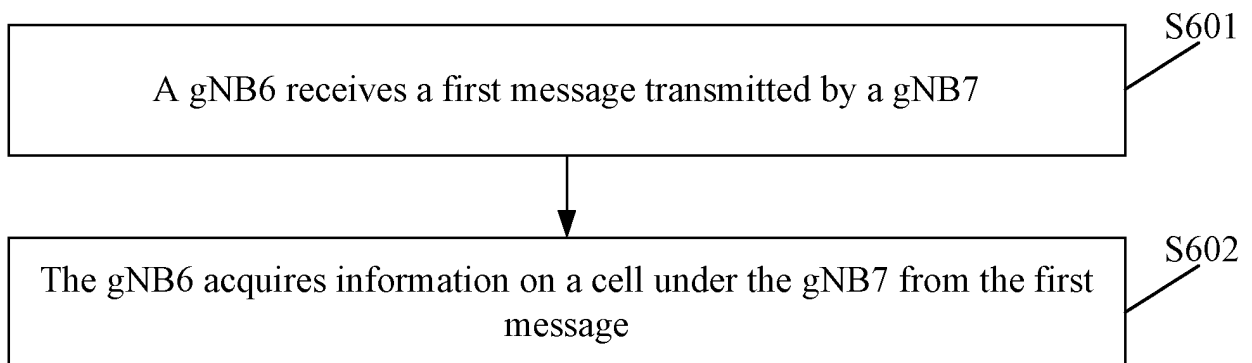 S601
A gNB6 receives a first message transmitted by a gNB7
S602
The gNB6 acquires information on a cell under the gNB7 from the first
message